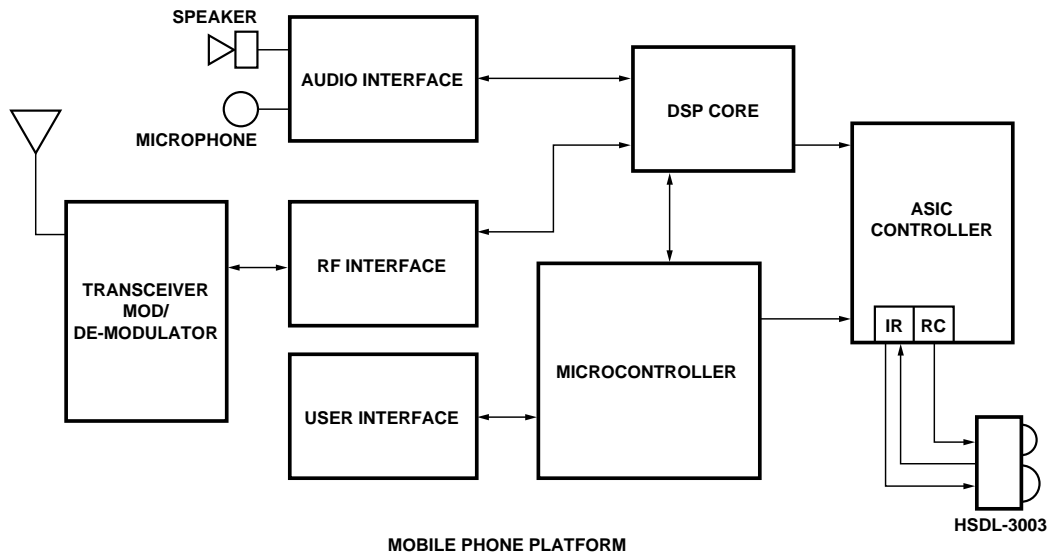 SPEAKER
AUDIO INTERFACE
MICROPHONE
DSP CORE
ASIC
CONTROLLER
RF INTERFACE
TRANSCEIVER
MOD/
DE-MODULATOR
IR RC
MICROCONTROLLER
USER INTERFACE
HSDL-3003
MOBILE PHONE PLATFORM